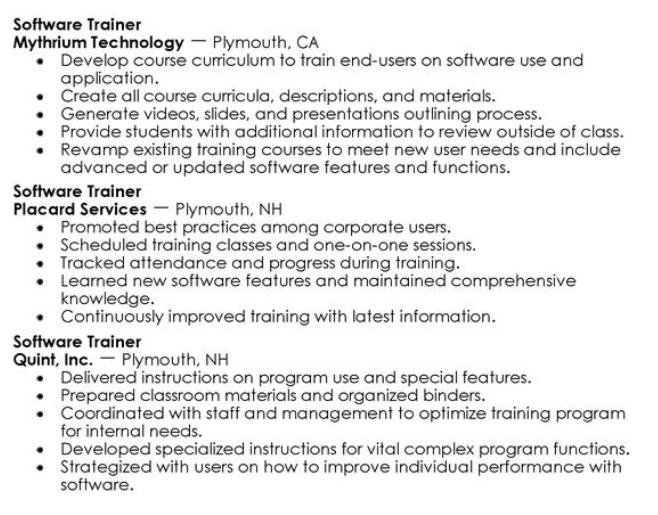 Software Trainer
Mythrium Technology — Plymouth, CA
• Develop course curriculum to train end-users on software use and
application.
• Create all course curricula, descriptions, and materials.
• Generate videos, slides, and presentations outlining process.
• Provide students with additional information to review outside of class.
• Revamp existing training courses to meet new user needs and include
advanced or updated software features and functions.
Software Trainer
Placard Services — Plymouth, NH
• Promoted best practices among corporate users.
• Scheduled training classes and one-on-one sessions.
• Tracked attendance and progress during training.
• Learned new software features and maintained comprehensive
knowledge.
• Continuously improved training with latest information.
Software Trainer
Quint, Inc. — Plymouth, NH
• Delivered instructions on program use and special features.
• Prepared classroom materials and organized binders.
• Coordinated with staff and management to optimize training program
for internal needs.
• Developed specialized instructions for vital complex program functions.
• Strategized with users on how to improve individual performance with
software.